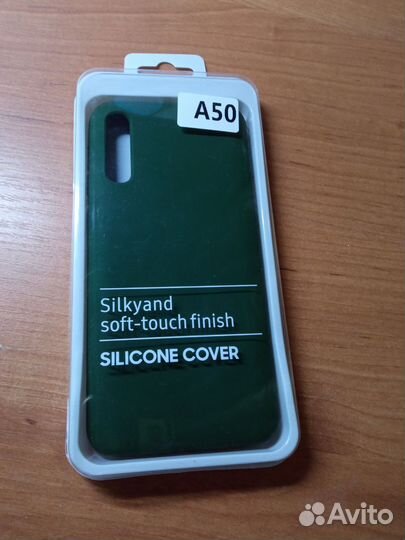 A50
Silkyand
soft-touch finish
SILICONE COVER
Avito